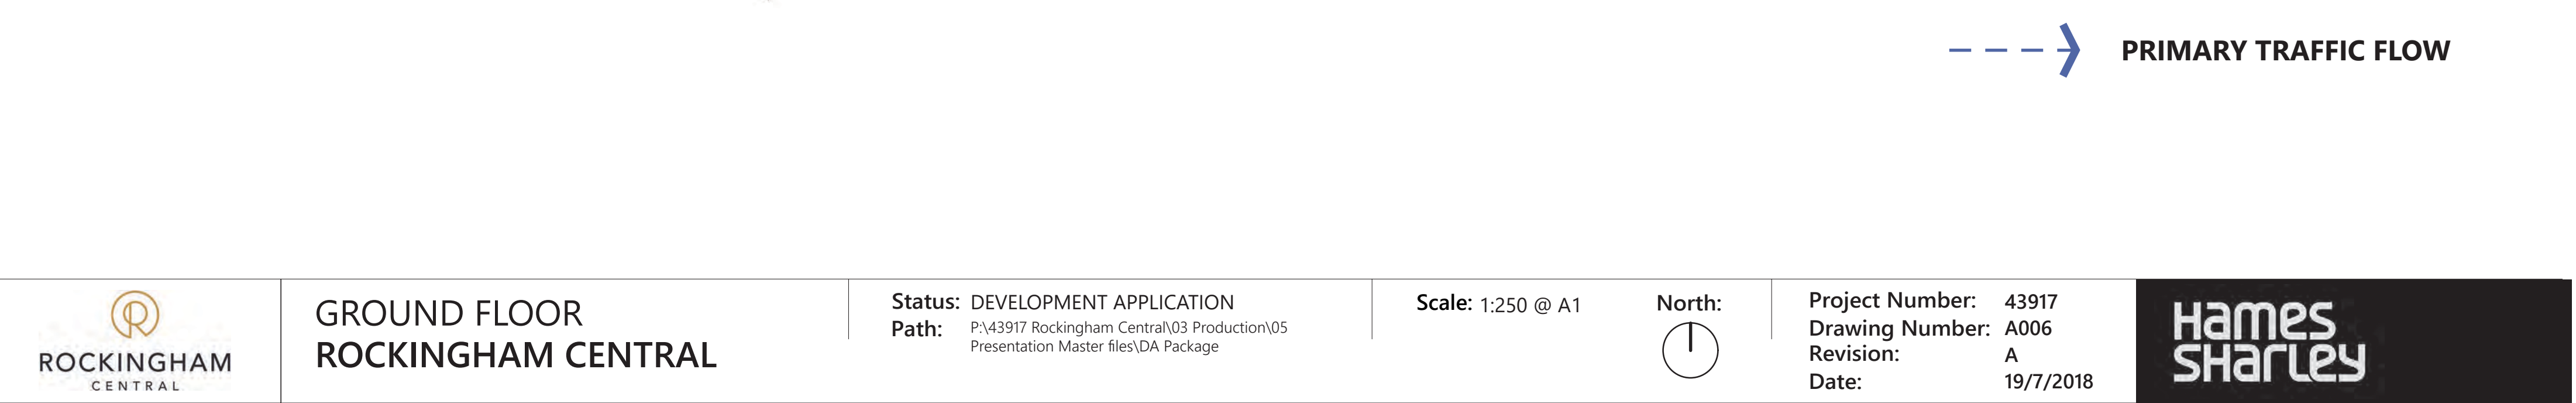 PRIMARY TRAFFIC FLOW
ROCKINGHAM
CENTRAL
GROUND FLOOR
ROCKINGHAM CENTRAL
Status: DEVELOPMENT APPLICATION
Path: P:\43917 Rockingham Central\03 Production\05
Presentation Master files\DA Package
Scale: 1:250 @ A1
North:
Project Number: 43917
Drawing Number: A006
Revision: A
Date: 19/7/2018
Hames
SHarley